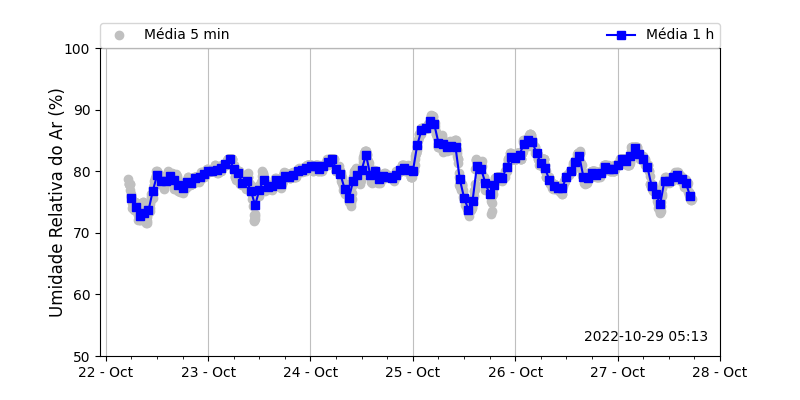 Média 5 min
Média 1 h
Umidade Relativa do Ar (%)
100
90
80
70
60
50
2022-10-29 05:13
22 - Oct
23 - Oct
24 - Oct
25 - Oct
26 - Oct
27 - Oct
28 - Oct